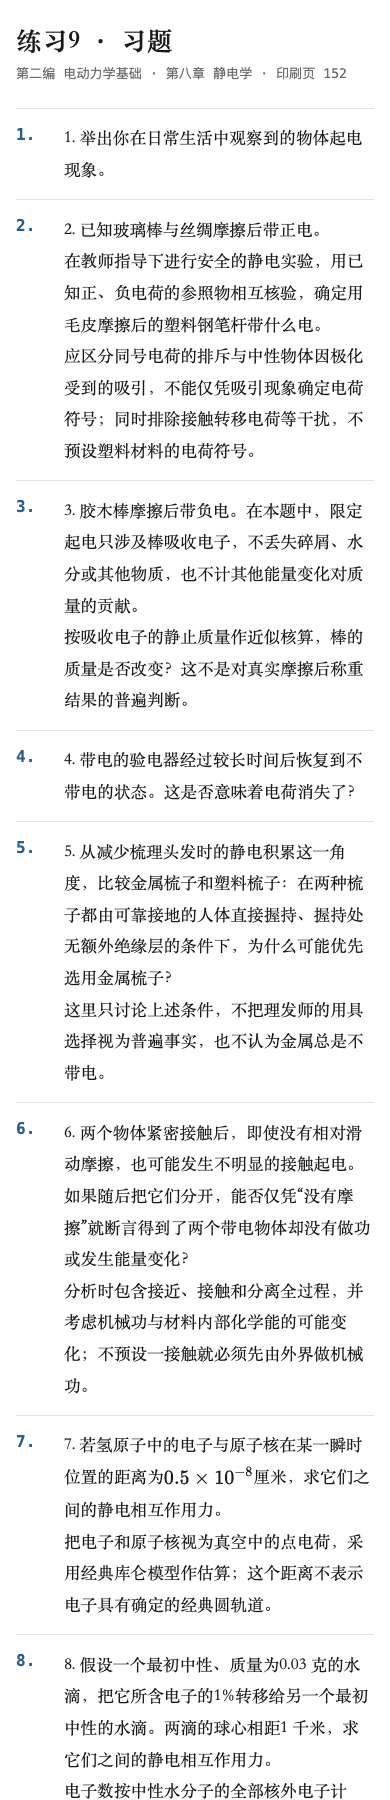 练习9 · 习题
第二编 电动力学基础 · 第八章 静电学 · 印刷页 152
1.
1. 举出你在日常生活中观察到的物体起电
现象。
2.
2. 已知玻璃棒与丝绸摩擦后带正电。
在教师指导下进行安全的静电实验，用已
知正、负电荷的参照物相互核验，确定用
毛皮摩擦后的塑料钢笔杆带什么电。
应区分同号电荷的排斥与中性物体因极化
受到的吸引，不能仅凭吸引现象确定电荷
符号；同时排除接触转移电荷等干扰，不
预设塑料材料的电荷符号。
3.
3. 胶木棒摩擦后带负电。在本题中，限定
起电只涉及棒吸收电子，不丢失碎屑、水
分或其他物质，也不计其他能量变化对质
量的贡献。
按吸收电子的静止质量作近似核算，棒的
质量是否改变？这不是对真实摩擦后称重
结果的普遍判断。
4.
4. 带电的验电器经过较长时间后恢复到不
带电的状态。这是否意味着电荷消失了？
5.
5. 从减少梳理头发时的静电积累这一角
度，比较金属梳子和塑料梳子：在两种梳
子都由可靠接地的人体直接握持、握持处
无额外绝缘层的条件下，为什么可能优先
选用金属梳子？
这里只讨论上述条件，不把理发师的用具
选择视为普遍事实，也不认为金属总是不
带电。
6.
6. 两个物体紧密接触后，即使没有相对滑
动摩擦，也可能发生不明显的接触起电。
如果随后把它们分开，能否仅凭“没有摩
擦”就断言得到了两个带电物体却没有做功
或发生能量变化？
分析时包含接近、接触和分离全过程，并
考虑机械功与材料内部化学能的可能变
化；不预设一接触就必须先由外界做机械
功。
7.
7. 若氢原子中的电子与原子核在某一瞬时
位置的距离为0.5 × 10⁻⁸厘米，求它们之
间的静电相互作用力。
把电子和原子核视为真空中的点电荷，采
用经典库仑模型作估算；这个距离不表示
电子具有确定的经典圆轨道。
8.
8. 假设一个最初中性、质量为0.03 克的水
滴，把它所含电子的1%转移给另一个最初
中性的水滴。两滴的球心相距1 千米，求
它们之间的静电相互作用力。
电子数按中性水分子的全部核外电子计